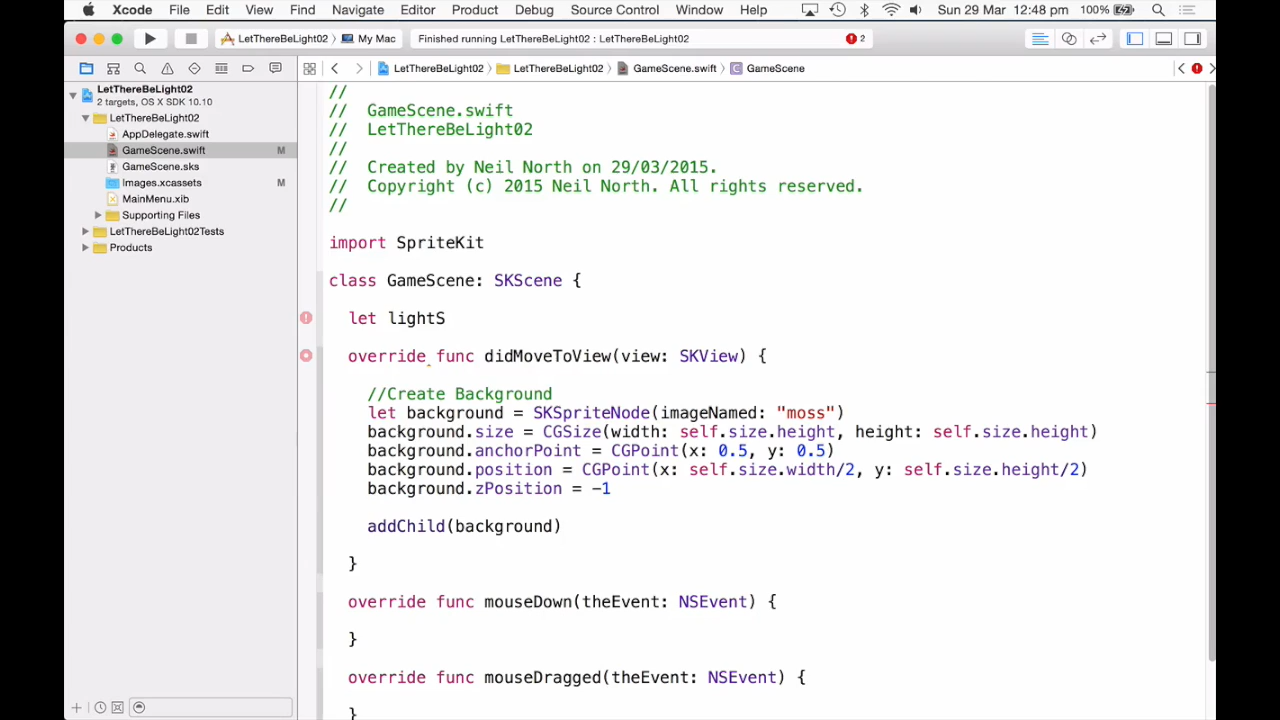 Xcode File Edit View Find Navigate Editor Product Debug Source Control Window Help Sun 29 Mar 12:48 pm 100%
LetThereBeLight02 My Mac Finished running LetThereBeLight02 : LetThereBeLight02 2
LetThereBeLight02 LetThereBeLight02 GameScene.swift C GameScene
LetThereBeLight02
2 targets, OS X SDK 10.10
LetThereBeLight02
AppDelegate.swift
GameScene.swift M
GameScene.sks
Images.xcassets M
MainMenu.xib
Supporting Files
LetThereBeLight02Tests
Products
//
// GameScene.swift
// LetThereBeLight02
//
// Created by Neil North on 29/03/2015.
// Copyright (c) 2015 Neil North. All rights reserved.
//
import SpriteKit
class GameScene: SKScene {
let lightS
override func didMoveToView(view: SKView) {
//Create Background
let background = SKSpriteNode(imageNamed: "moss")
background.size = CGSize(width: self.size.height, height: self.size.height)
background.anchorPoint = CGPoint(x: 0.5, y: 0.5)
background.position = CGPoint(x: self.size.width/2, y: self.size.height/2)
background.zPosition = -1
addChild(background)
}
override func mouseDown(theEvent: NSEvent) {
}
override func mouseDragged(theEvent: NSEvent) {
}